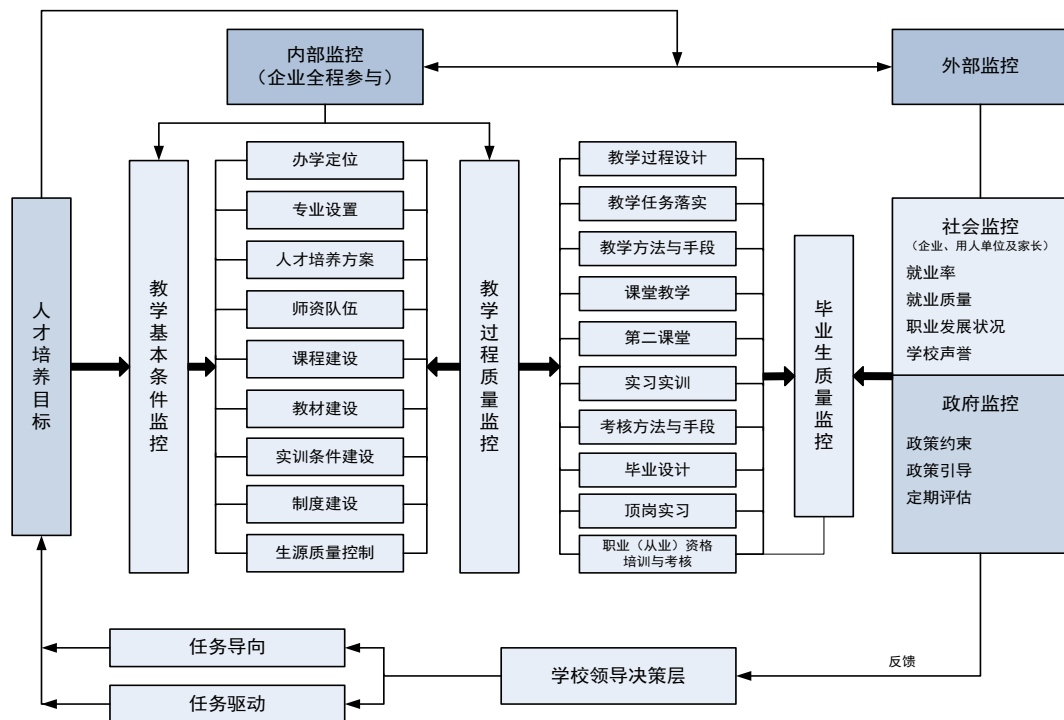 内部监控
（企业全程参与）
外部监控
人才培养目标
教学基本条件监控
办学定位
专业设置
人才培养方案
师资队伍
课程建设
教材建设
实训条件建设
制度建设
生源质量控制
教学过程质量监控
教学过程设计
教学任务落实
教学方法与手段
课堂教学
第二课堂
实习实训
考核方法与手段
毕业设计
顶岗实习
职业（从业）资格
培训与考核
毕业生质量监控
社会监控
（企业、用人单位及家长）
就业率
就业质量
职业发展状况
学校声誉
政府监控
政策约束
政策引导
定期评估
任务导向
任务驱动
学校领导决策层
反馈